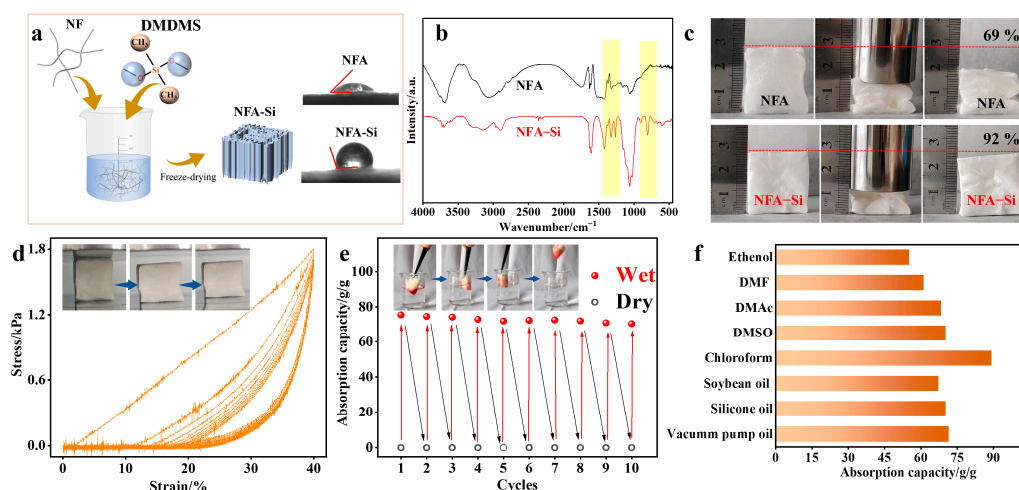 a
NF
DMDMS
CH₃
Si
CH₃
NFA-Si
Freeze-drying
NFA
NFA-Si
b
Intensity/a.u.
NFA
NFA−Si
4000 3500 3000 2500 2000 1500 1000 500
Wavenumber/cm⁻¹
c
69 %
NFA
NFA
92 %
NFA−Si
NFA−Si
d
Stress/kPa
1.8
1.2
0.6
0.0
0 10 20 30 40
Strain/%
e
Wet
Dry
Absorption capacity/g/g
100
80
60
40
20
0
1 2 3 4 5 6 7 8 9 10
Cycles
f
Ethenol
DMF
DMAc
DMSO
Chloroform
Soybean oil
Silicone oil
Vacumm pump oil
0 15 30 45 60 75 90
Absorption capacity/g/g